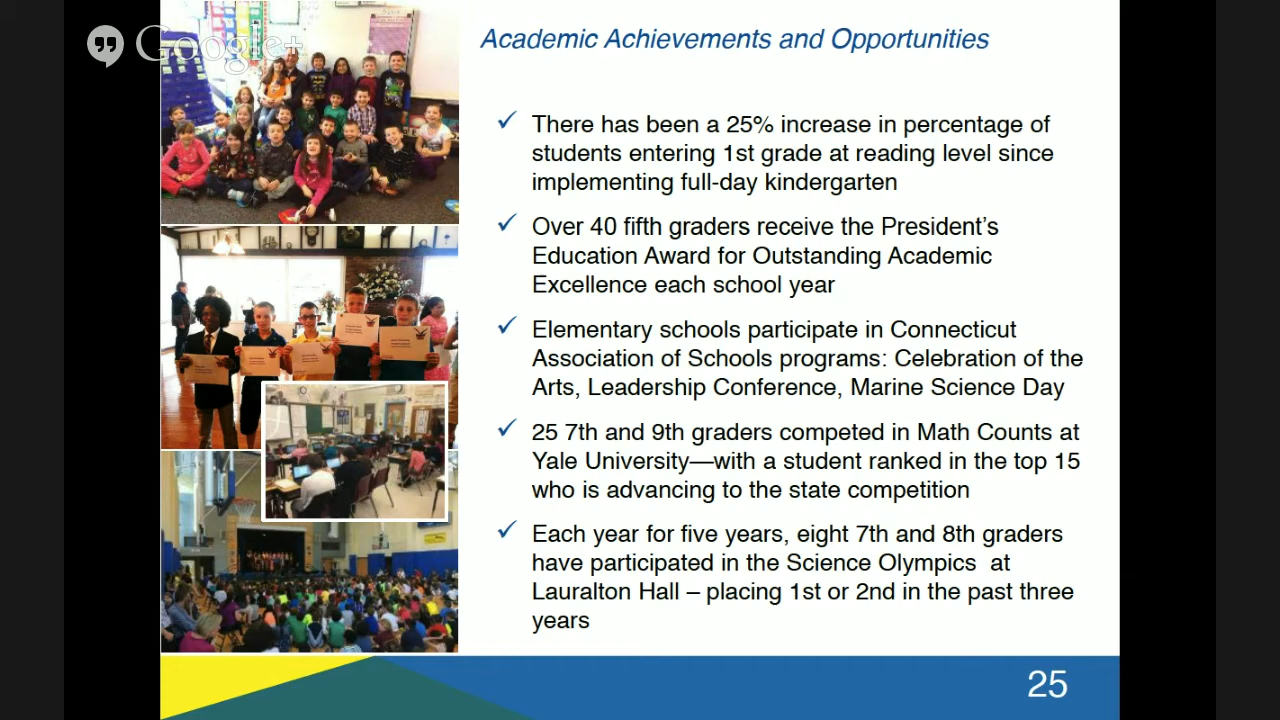 Google+
Academic Achievements and Opportunities
There has been a 25% increase in percentage of
students entering 1st grade at reading level since
implementing full-day kindergarten
Over 40 fifth graders receive the President’s
Education Award for Outstanding Academic
Excellence each school year
Elementary schools participate in Connecticut
Association of Schools programs: Celebration of the
Arts, Leadership Conference, Marine Science Day
25 7th and 9th graders competed in Math Counts at
Yale University—with a student ranked in the top 15
who is advancing to the state competition
Each year for five years, eight 7th and 8th graders
have participated in the Science Olympics  at
Lauralton Hall – placing 1st or 2nd in the past three
years
25